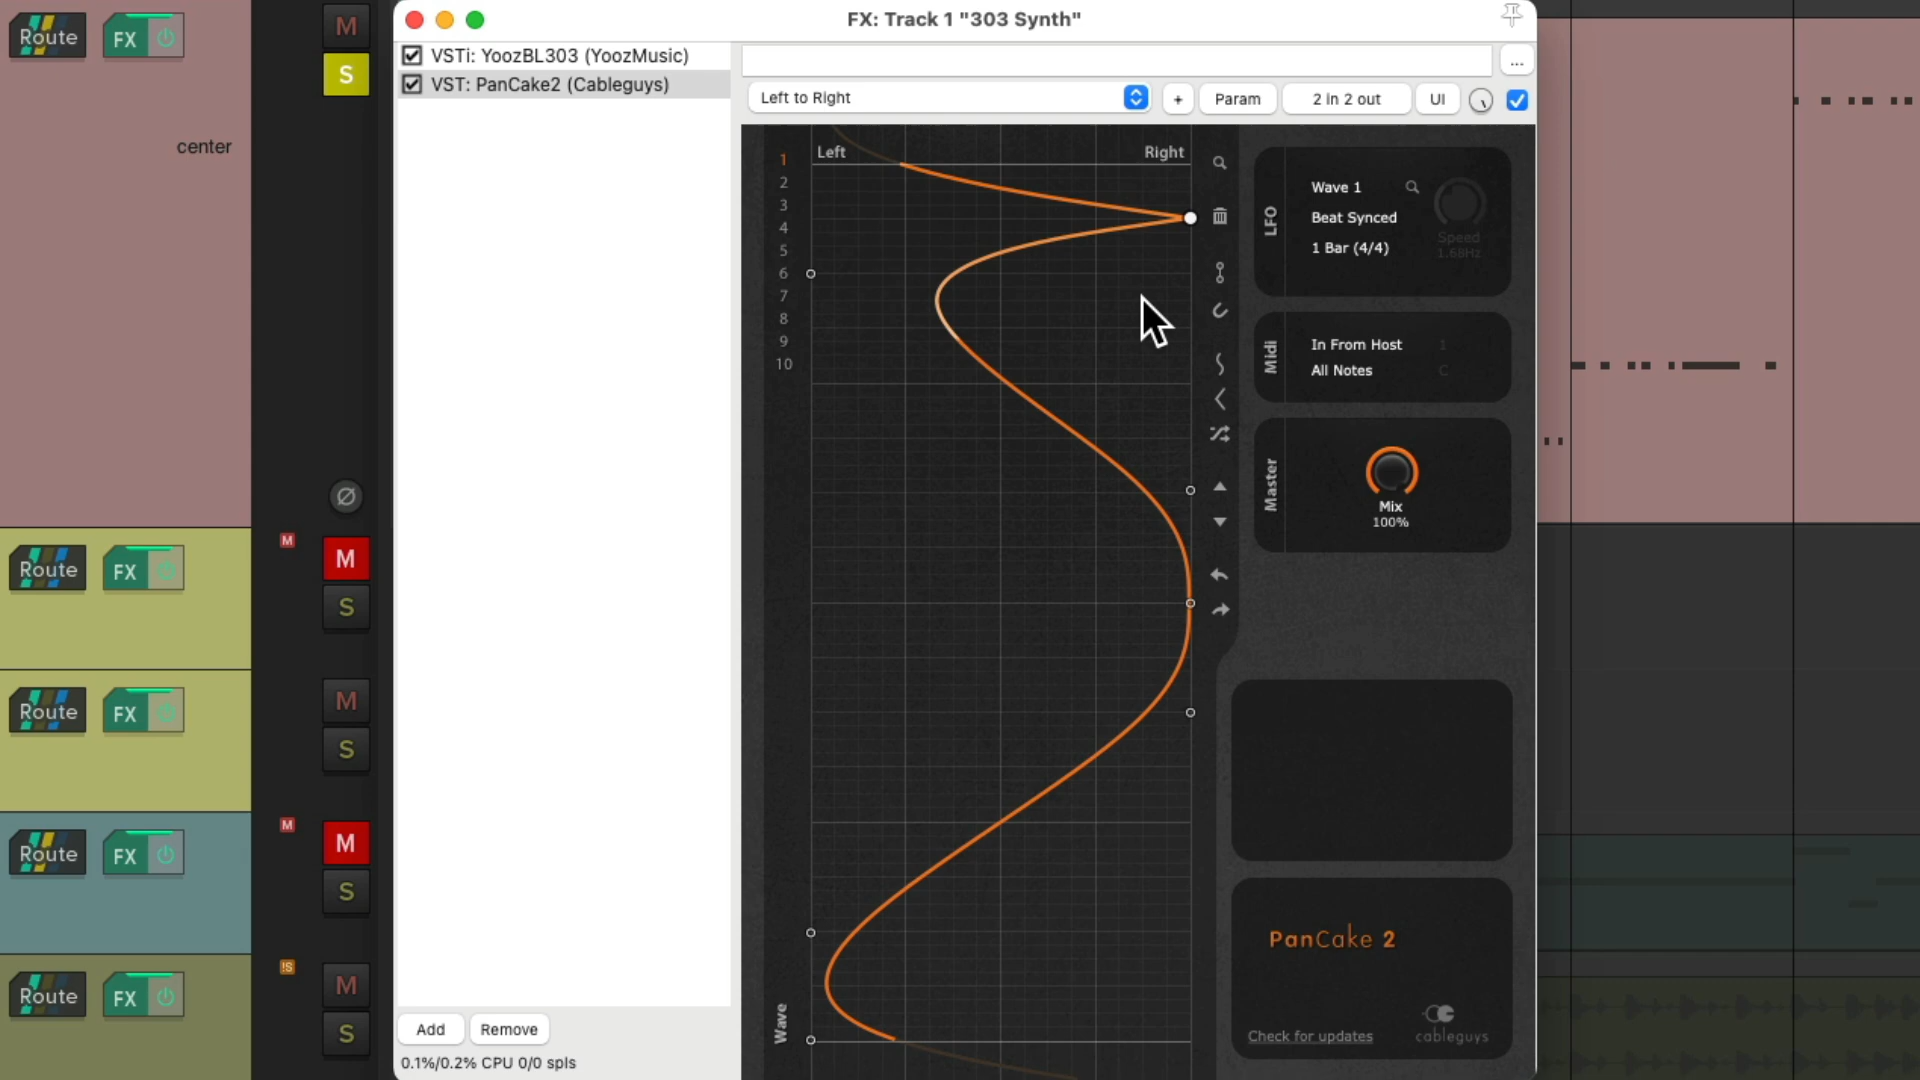 Route FX M
S
center
M
Route FX M
S
Route FX M
S
M
Route FX M
S
!S
Route FX M
S
FX: Track 1 "303 Synth"
VSTi: YoozBL303 (YoozMusic)
VST: PanCake2 (Cableguys)
...
Left to Right
+
Param
2 in 2 out
UI
Left Right
1
2
3
4
5
6
7
8
9
10
Wave
LFO
Wave 1
Beat Synced
1 Bar (4/4)
Speed
1.68Hz
Midi
In From Host 1
All Notes C
Master
Mix
100%
PanCake 2
Check for updates
cableguys
Add Remove
0.1%/0.2% CPU 0/0 spls